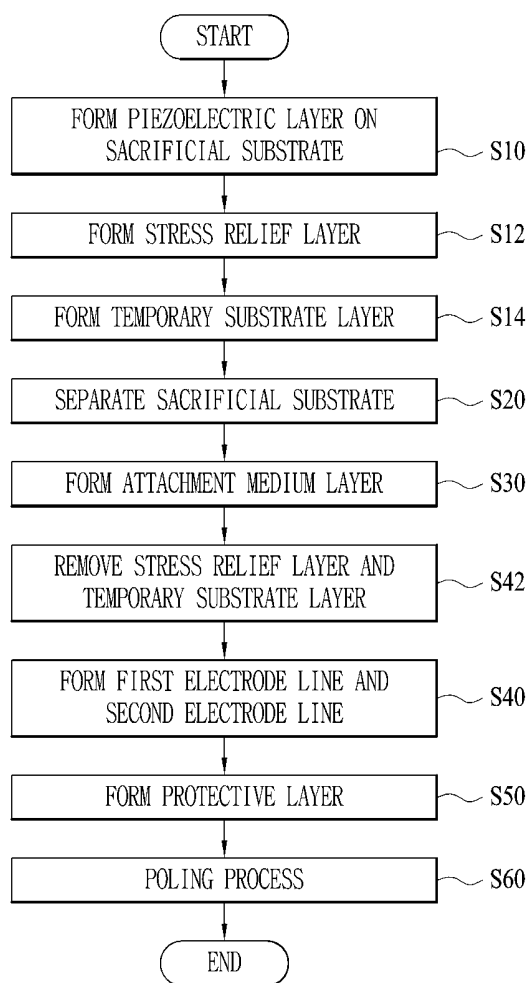 START
FORM PIEZOELECTRIC LAYER ON
SACRIFICIAL SUBSTRATE
S10
FORM STRESS RELIEF LAYER
S12
FORM TEMPORARY SUBSTRATE LAYER
S14
SEPARATE SACRIFICIAL SUBSTRATE
S20
FORM ATTACHMENT MEDIUM LAYER
S30
REMOVE STRESS RELIEF LAYER AND
TEMPORARY SUBSTRATE LAYER
S42
FORM FIRST ELECTRODE LINE AND
SECOND ELECTRODE LINE
S40
FORM PROTECTIVE LAYER
S50
POLING PROCESS
S60
END